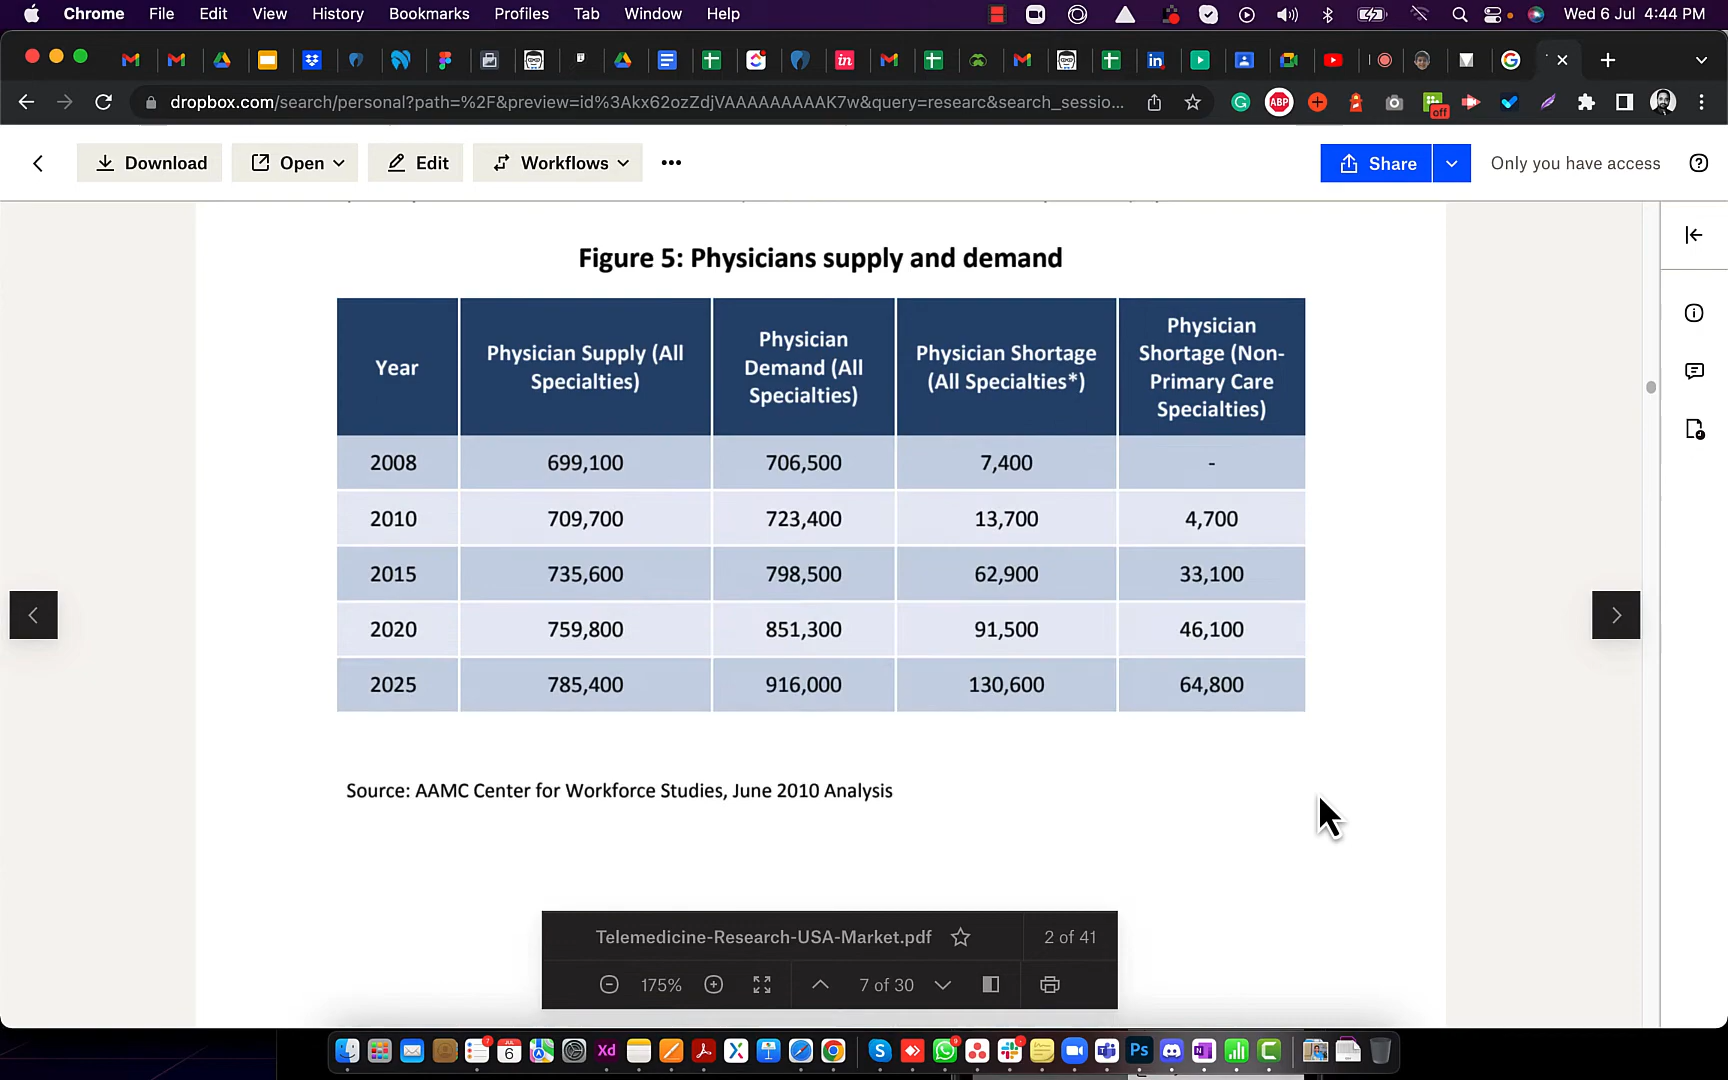 Chrome File Edit View History Bookmarks Profiles Tab Window Help Wed 6 Jul 4:44 PM
dropbox.com/search/personal?path=%2F&preview=id%3Akx62ozZdjVAAAAAAAAAK7w&query=researc&search_sessio...
off
Download Open Edit Workflows Share Only you have access
Figure 5: Physicians supply and demand
Year
Physician Supply (All
Specialties)
Physician
Demand (All
Specialties)
Physician Shortage
(All Specialties*)
Physician
Shortage (Non-
Primary Care
Specialties)
2008 699,100 706,500 7,400 -
2010 709,700 723,400 13,700 4,700
2015 735,600 798,500 62,900 33,100
2020 759,800 851,300 91,500 46,100
2025 785,400 916,000 130,600 64,800
Source: AAMC Center for Workforce Studies, June 2010 Analysis
Telemedicine-Research-USA-Market.pdf 2 of 41
175% 7 of 30